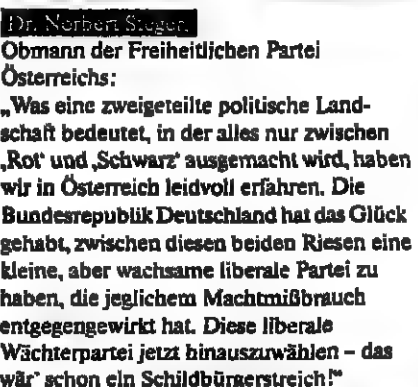 Dr. Norbert Steger,
Obmann der Freiheitlichen Partei
Österreichs:
„Was eine zweigeteilte politische Land-
schaft bedeutet, in der alles nur zwischen
‚Rot‘ und ‚Schwarz‘ ausgemacht wird, haben
wir in Österreich leidvoll erfahren. Die
Bundesrepublik Deutschland hat das Glück
gehabt, zwischen diesen beiden Riesen eine
kleine, aber wachsame liberale Partei zu
haben, die jeglichem Machtmißbrauch
entgegengewirkt hat. Diese liberale
Wächterpartei jetzt hinauszuwählen – das
wär' schon ein Schildbürgerstreich!“